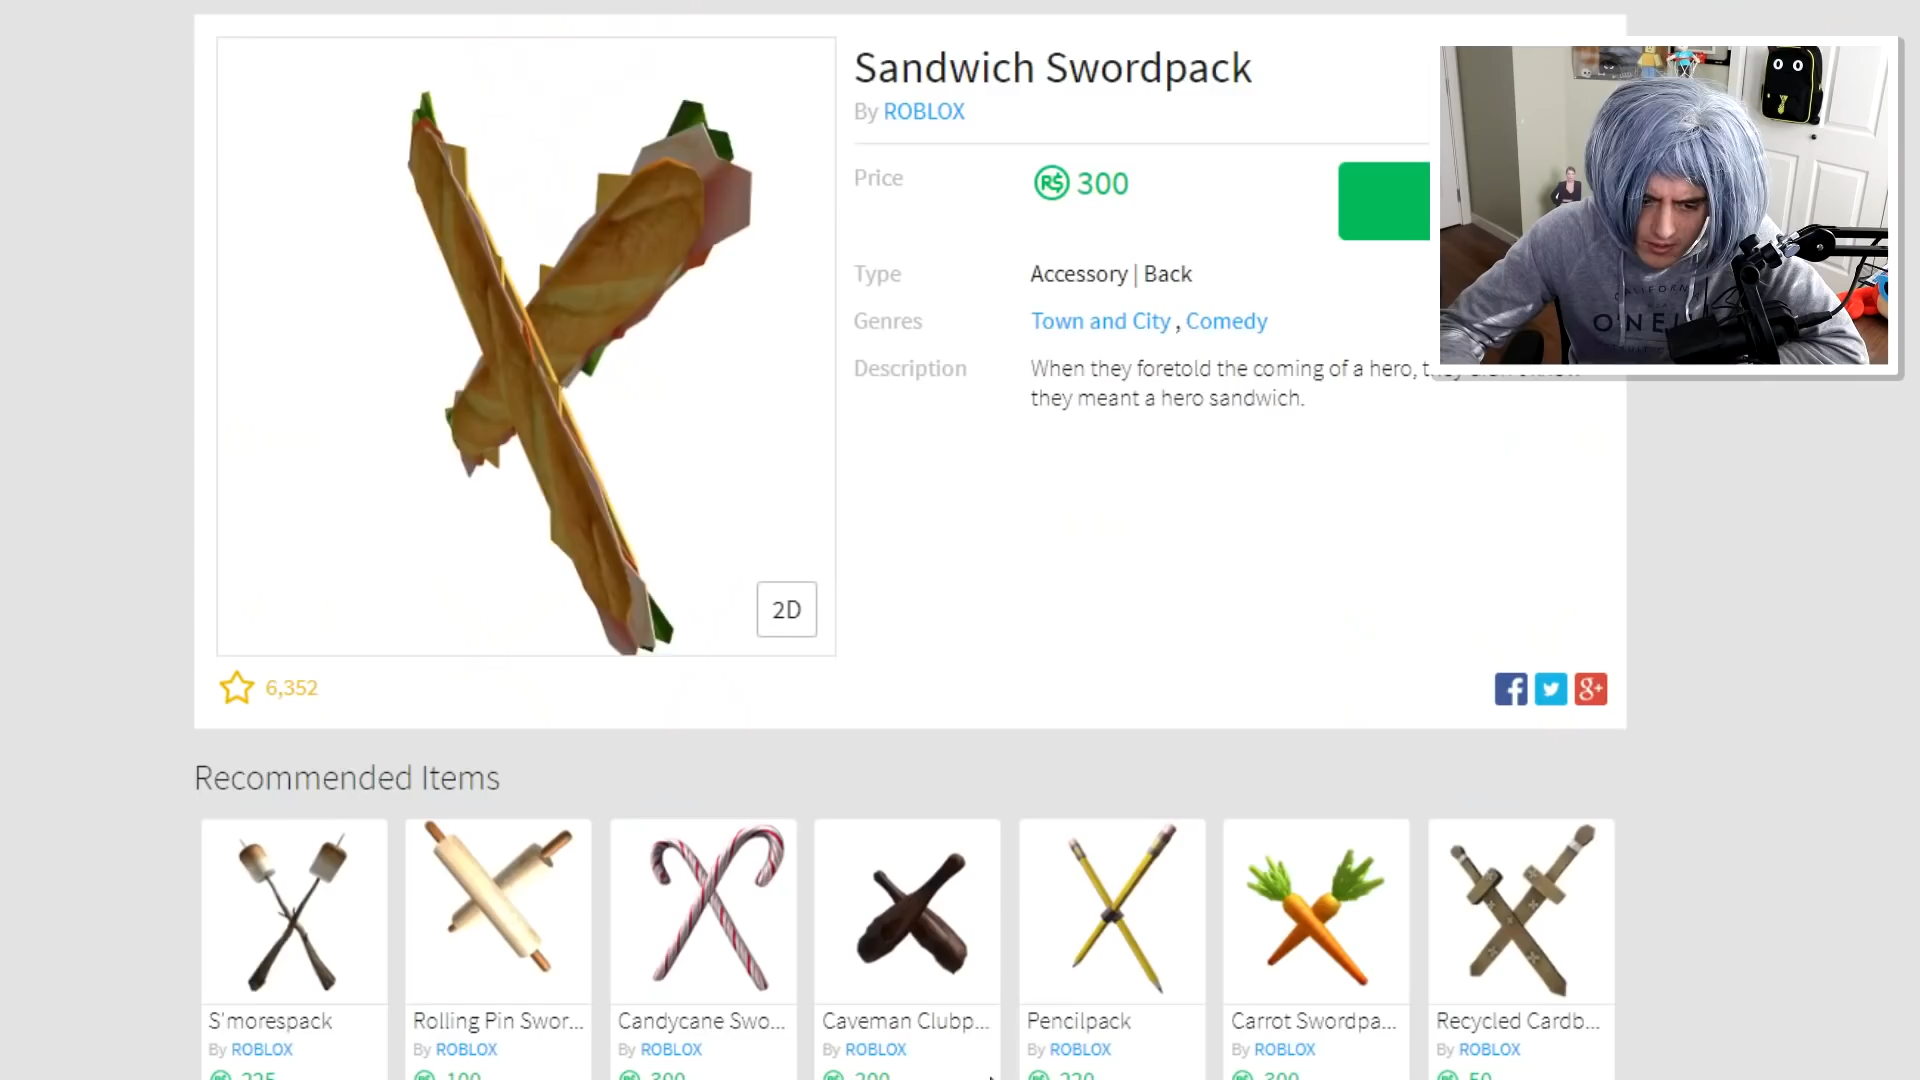 Sandwich Swordpack
By ROBLOX
Price
R$ 300
Type
Accessory | Back
Genres
Town and City , Comedy
Description
When they foretold the coming of a hero,
they meant a hero sandwich.
2D
6,352
Recommended Items
S'morespack
Rolling Pin Swor...
Candycane Swo...
Caveman Clubp...
Pencilpack
Carrot Swordpa...
Recycled Cardb...
By ROBLOX
By ROBLOX
By ROBLOX
By ROBLOX
By ROBLOX
By ROBLOX
By ROBLOX
CALIFORNIA
O'NEI